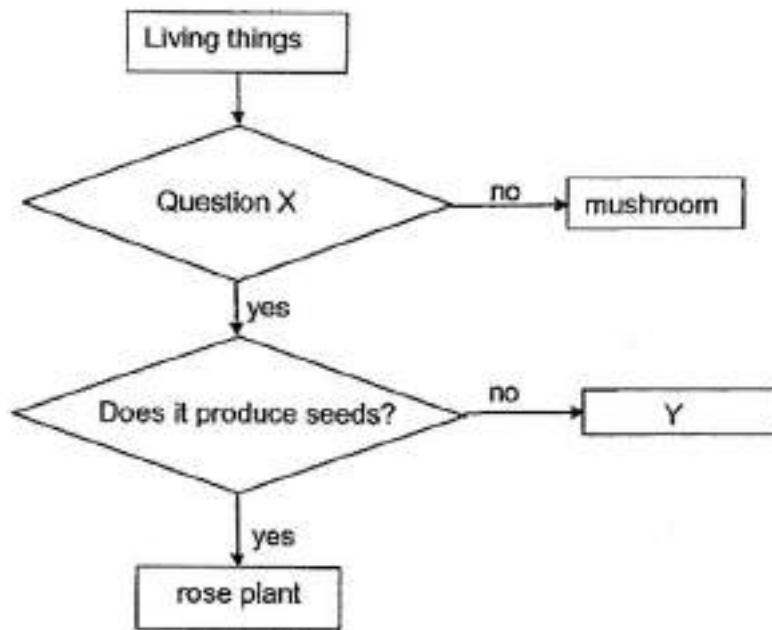 Living things
Question X
no
mushroom
yes
Does it produce seeds?
no
Y
yes
rose plant